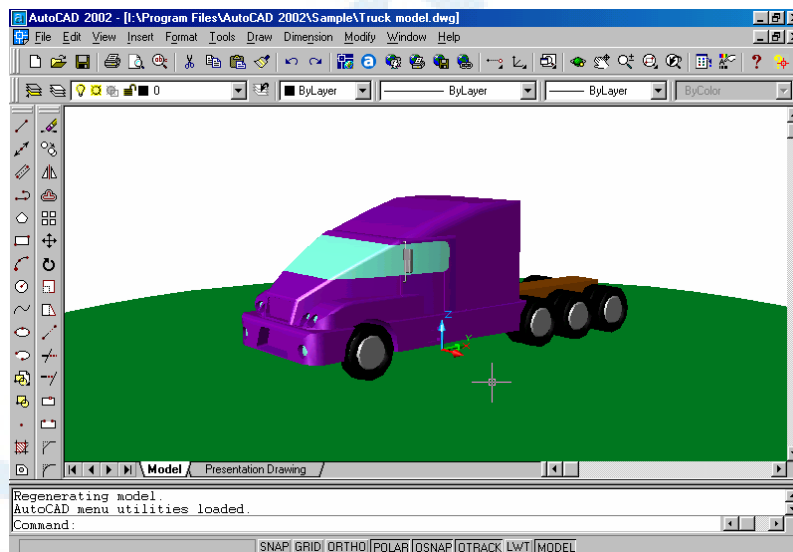 AutoCAD 2002 - [I:\Program Files\AutoCAD 2002\Sample\Truck model.dwg]
File Edit View Insert Format Tools Draw Dimension Modify Window Help
0 ByLayer ByLayer ByLayer ByColor
Z
Y
Model Presentation Drawing
Regenerating model.
AutoCAD menu utilities loaded.
Command:
SNAP GRID ORTHO POLAR OSNAP OTRACK LWT MODEL